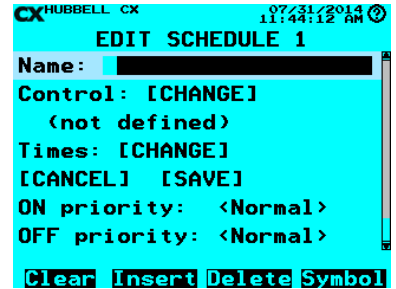 CX HUBBELL CX 07/31/2014
11:44:12 AM ?
EDIT SCHEDULE 1
Name:
Control: [CHANGE]
(not defined)
Times: [CHANGE]
[CANCEL] [SAVE]
ON priority: <Normal>
OFF priority: <Normal>
Clear Insert Delete Symbol